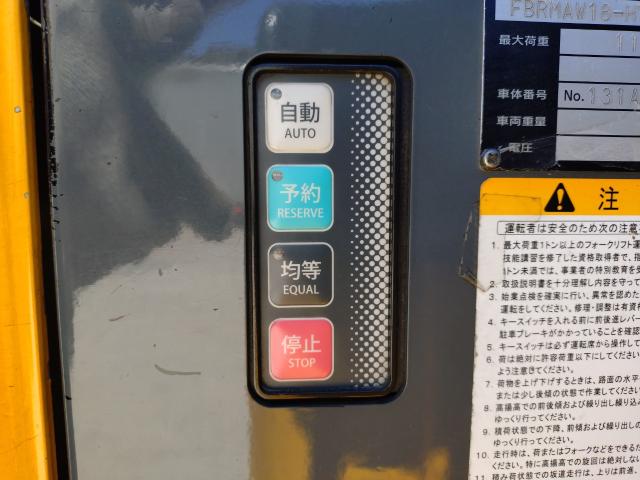 自動
AUTO
予約
RESERVE
均等
EQUAL
停止
STOP
FBRMAW18-H
最大荷重 11
車体番号 No. 131A
車両重量
電圧
注
運転者は安全のため次の注意
1. 最大荷重1トン以上のフォークリフト運
技能講習を修了した資格取得者で、指
1トン未満では、事業者の特別教育を受
2. 取扱説明書を十分理解し内容を守って
3. 始業点検を確実に行い、異常を認めた
運転をしてください。修理・調整は有資格
4. キースイッチを入れる前に前後進レバー
駐車ブレーキがかかっていることを確認
5. キースイッチは必ず運転席から操作して
6. 荷は絶対に許容荷重以下にしてください
よう注意してください。
7. 荷物を上げ下げするときは、路面の水平
または少し後傾の状態で作業してください
8. 高揚高での前後傾および繰り出し繰り込み
ゆっくり行ってください。
9. 積荷状態での下降、前傾および繰り出しの
ゆっくり行ってください。
10. 走行時は、荷またはフォークなどをできるだ
ください。特に高揚高での旋回は絶対しない
11. 積み荷状態での坂道走行は、上りは前進、